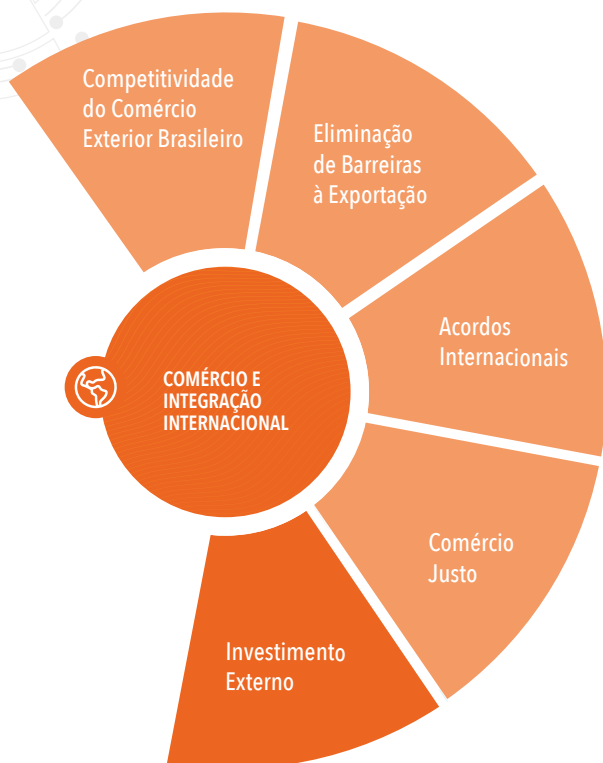 Competitividade
do Comércio
Exterior Brasileiro
Eliminação
de Barreiras
à Exportação
Acordos
Internacionais
COMÉRCIO E
INTEGRAÇÃO
INTERNACIONAL
Comércio
Justo
Investimento
Externo